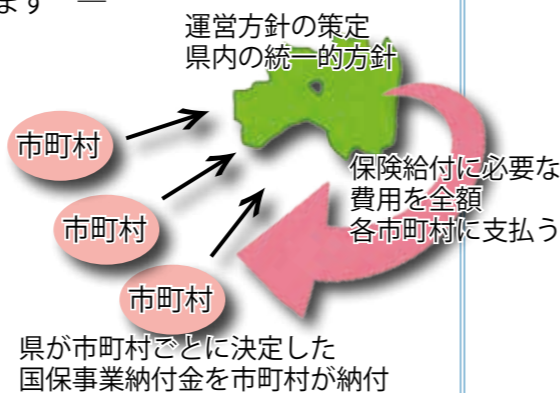 ます　―
運営方針の策定
県内の統一的方針
市町村
市町村
市町村
保険給付に必要な
費用を全額
各市町村に支払う
県が市町村ごとに決定した
国保事業納付金を市町村が納付